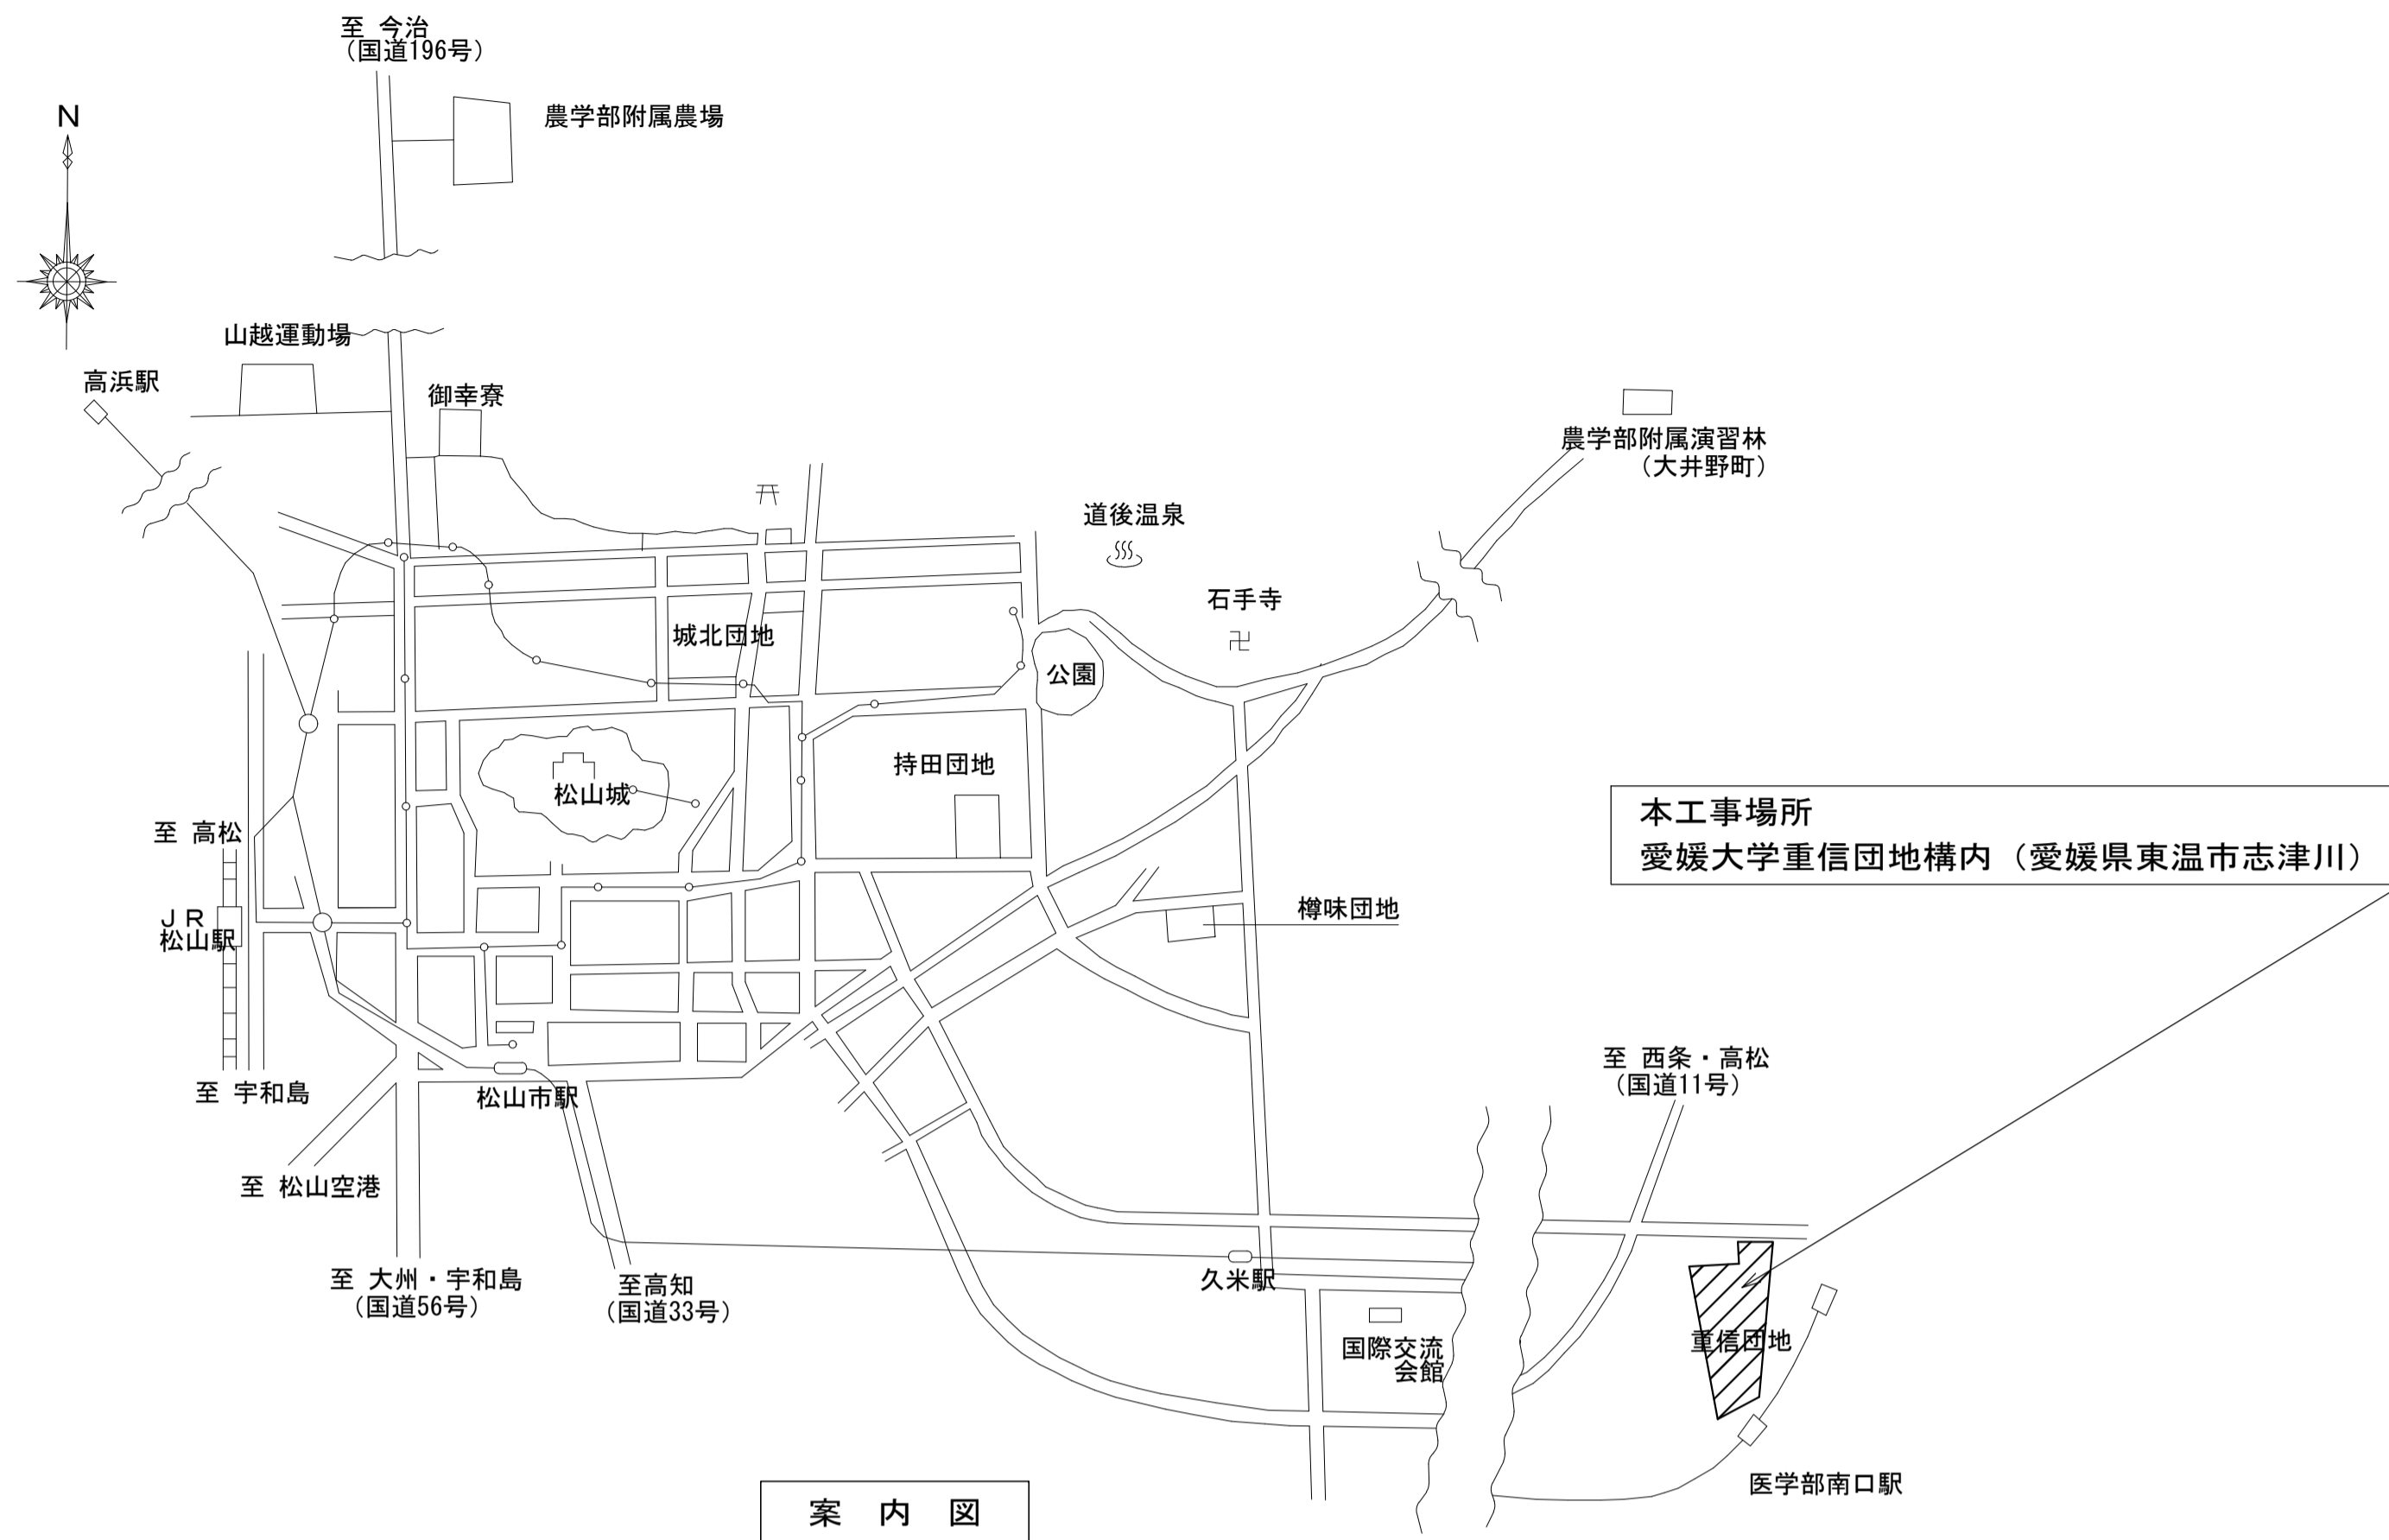 至 今治
（国道196号）
農学部附属農場
N
山越運動場
高浜駅
御幸寮
農学部附属演習林
（大井野町）
道後温泉
石手寺
城北団地
公園
持田団地
松山城
本工事場所
愛媛大学重信団地構内（愛媛県東温市志津川）
至 高松
ＪＲ
松山駅
樽味団地
至 宇和島
松山市駅
至 西条・高松
（国道11号）
至 松山空港
至 大州・宇和島
（国道56号）
至高知
（国道33号）
久米駅
国際交流
会館
重信団地
医学部南口駅
案 内 図